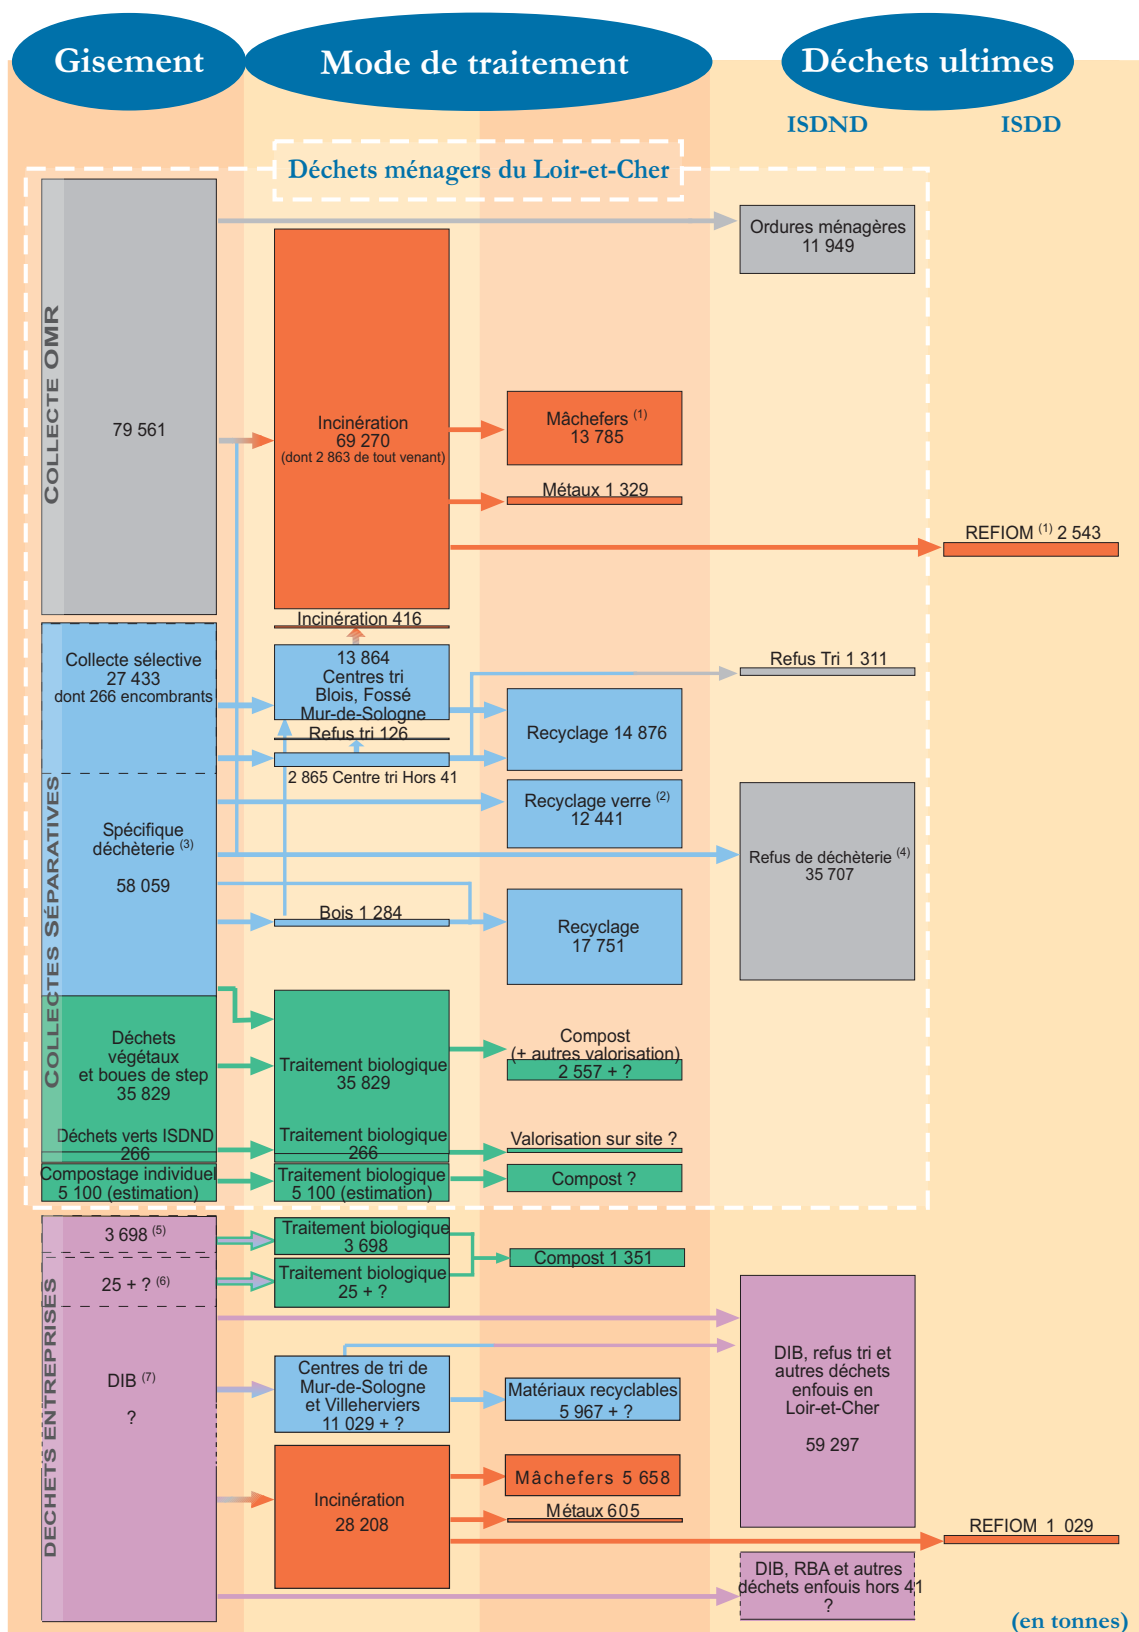 Gisement
Mode de traitement
Déchets ultimes
ISDND
ISDD
Déchets ménagers du Loir-et-Cher
COLLECTE OMR
79 561
Ordures ménagères
11 949
Incinération
69 270
(dont 2 863 de tout venant)
Mâchefers (1)
13 785
Métaux 1 329
REFIOM (1) 2 543
COLLECTES SÉPARATIVES
Collecte sélective
27 433
dont 266 encombrants
Incinération 416
13 864
Centres tri
Blois, Fossé
Mur-de-Sologne
Refus tri 126
2 865 Centre tri Hors 41
Refus Tri 1 311
Recyclage 14 876
Recyclage verre (2)
12 441
Spécifique
déchèterie (3)
58 059
Refus de déchèterie (4)
35 707
Bois 1 284
Recyclage
17 751
Déchets
végétaux
et boues de step
35 829
Traitement biologique
35 829
Compost
(+ autres valorisation)
2 557 + ?
Déchets verts ISDND
266
Traitement biologique
266
Valorisation sur site ?
Compostage individuel
5 100 (estimation)
Traitement biologique
5 100 (estimation)
Compost ?
DECHETS ENTREPRISES
3 698 (5)
Traitement biologique
3 698
25 + ? (6)
Traitement biologique
25 + ?
Compost 1 351
DIB (7)
?
Centres de tri de
Mur-de-Sologne
et Villeherviers
11 029 + ?
Matériaux recyclables
5 967 + ?
DIB, refus tri et
autres déchets
enfouis en
Loir-et-Cher
59 297
Incinération
28 208
Mâchefers 5 658
Métaux 605
REFIOM 1 029
DIB, RBA et autres
déchets enfouis hors 41
?
(en tonnes)